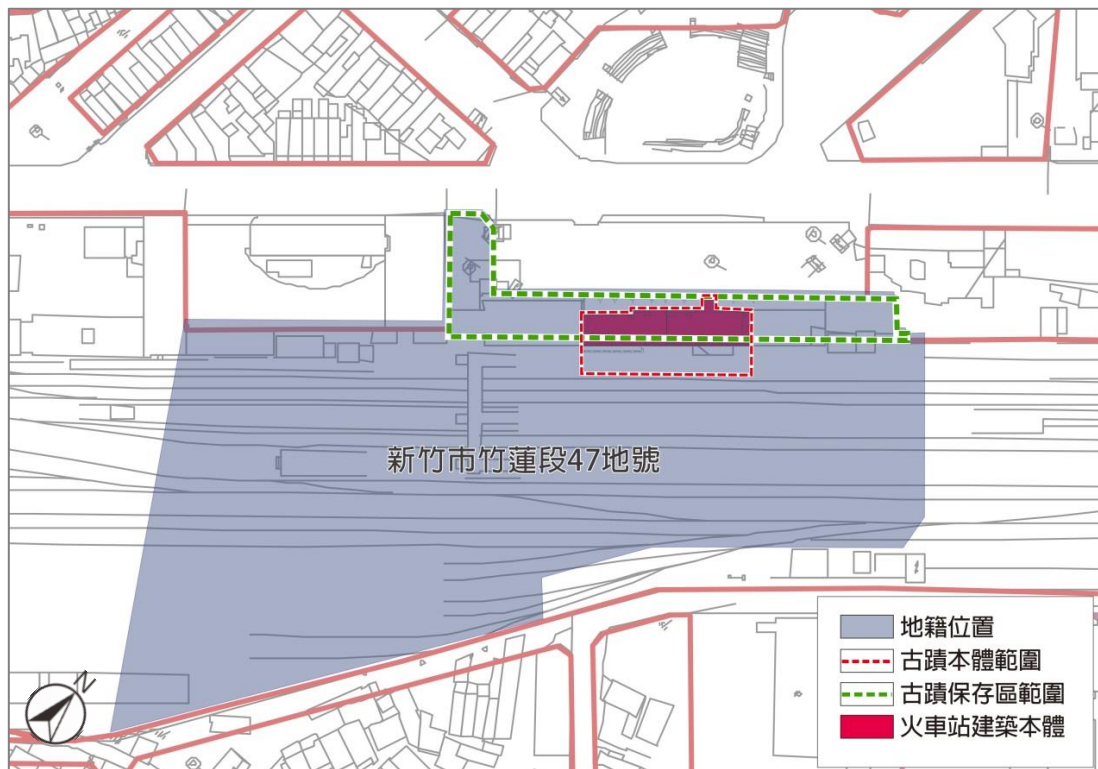 新竹市竹蓮段47地號
N
地籍位置
古蹟本體範圍
古蹟保存區範圍
火車站建築本體